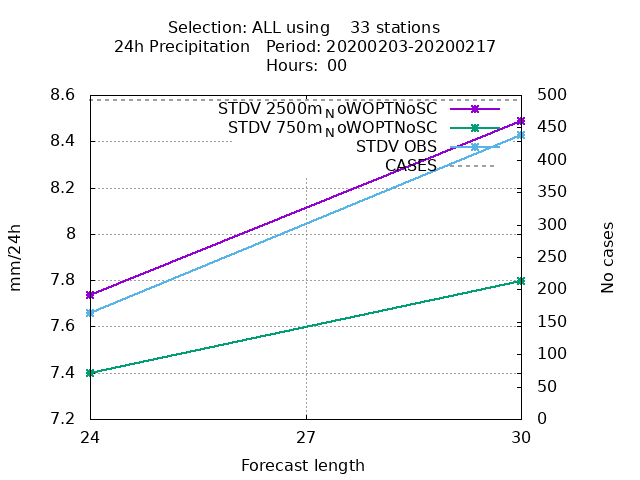 Selection: ALL using    33 stations
24h Precipitation   Period: 20200203-20200217
Hours:  00
8.6
8.4
8.2
8
7.8
7.6
7.4
7.2
mm/24h
STDV 2500m_NoWOPTNoSC
STDV 750m_NoWOPTNoSC
STDV OBS
CASES
500
450
400
350
300
250
200
150
100
50
0
No cases
24 27 30
Forecast length